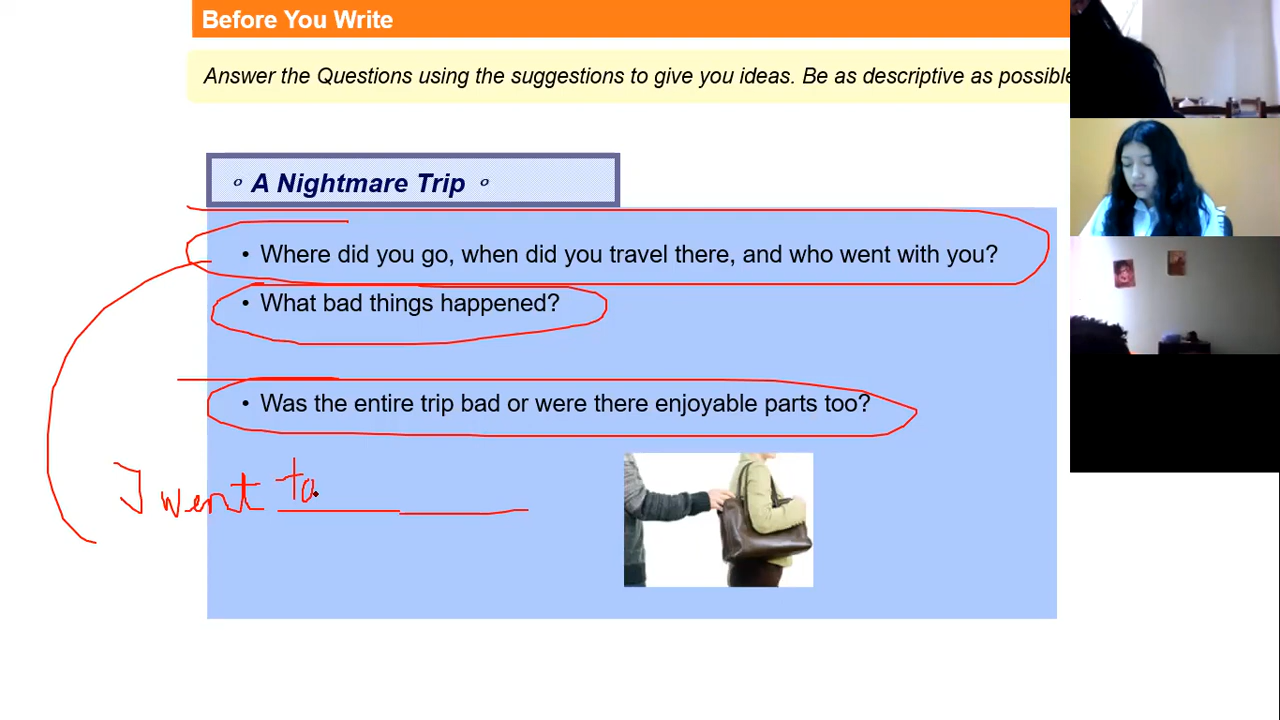 Before You Write
Answer the Questions using the suggestions to give you ideas. Be as descriptive as possible
° A Nightmare Trip °
• Where did you go, when did you travel there, and who went with you?
• What bad things happened?
• Was the entire trip bad or were there enjoyable parts too?
I went to